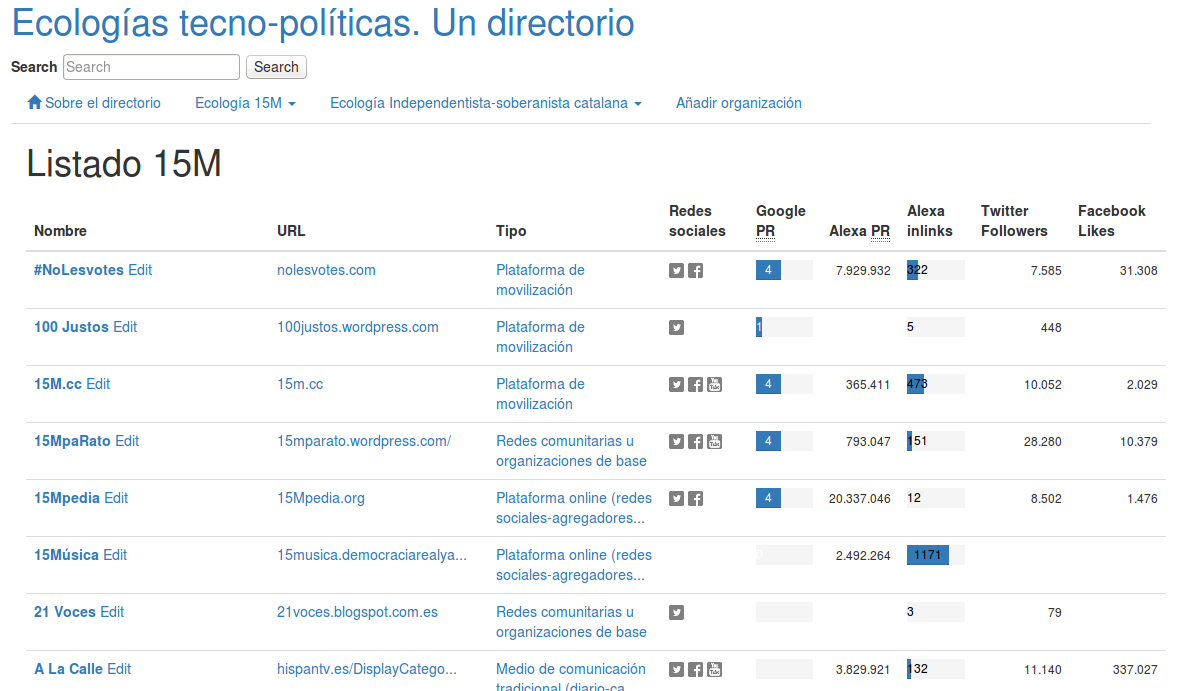 Ecologías tecno-políticas. Un directorio
Search Search Search
Sobre el directorio Ecología 15M Ecología Independentista-soberanista catalana Añadir organización
Listado 15M
Nombre URL Tipo Redes sociales Google PR Alexa PR Alexa inlinks Twitter Followers Facebook Likes
#NoLesvotes Edit nolesvotes.com Plataforma de 4 7.929.932 322 7.585 31.308
movilización
100 Justos Edit 100justos.wordpress.com Plataforma de 1 5 448
movilización
15M.cc Edit 15m.cc Plataforma de 4 365.411 473 10.052 2.029
movilización
15MpaRato Edit 15mparato.wordpress.com/ Redes comunitarias u 4 793.047 151 28.280 10.379
organizaciones de base
15Mpedia Edit 15Mpedia.org Plataforma online (redes 4 20.337.046 12 8.502 1.476
sociales-agregadores...
15Música Edit 15musica.democraciarealya... Plataforma online (redes 2.492.264 1171
sociales-agregadores...
21 Voces Edit 21voces.blogspot.com.es Redes comunitarias u 3 79
organizaciones de base
A La Calle Edit hispantv.es/DisplayCatego... Medio de comunicación 3.829.921 132 11.140 337.027
tradicional (diario-ca